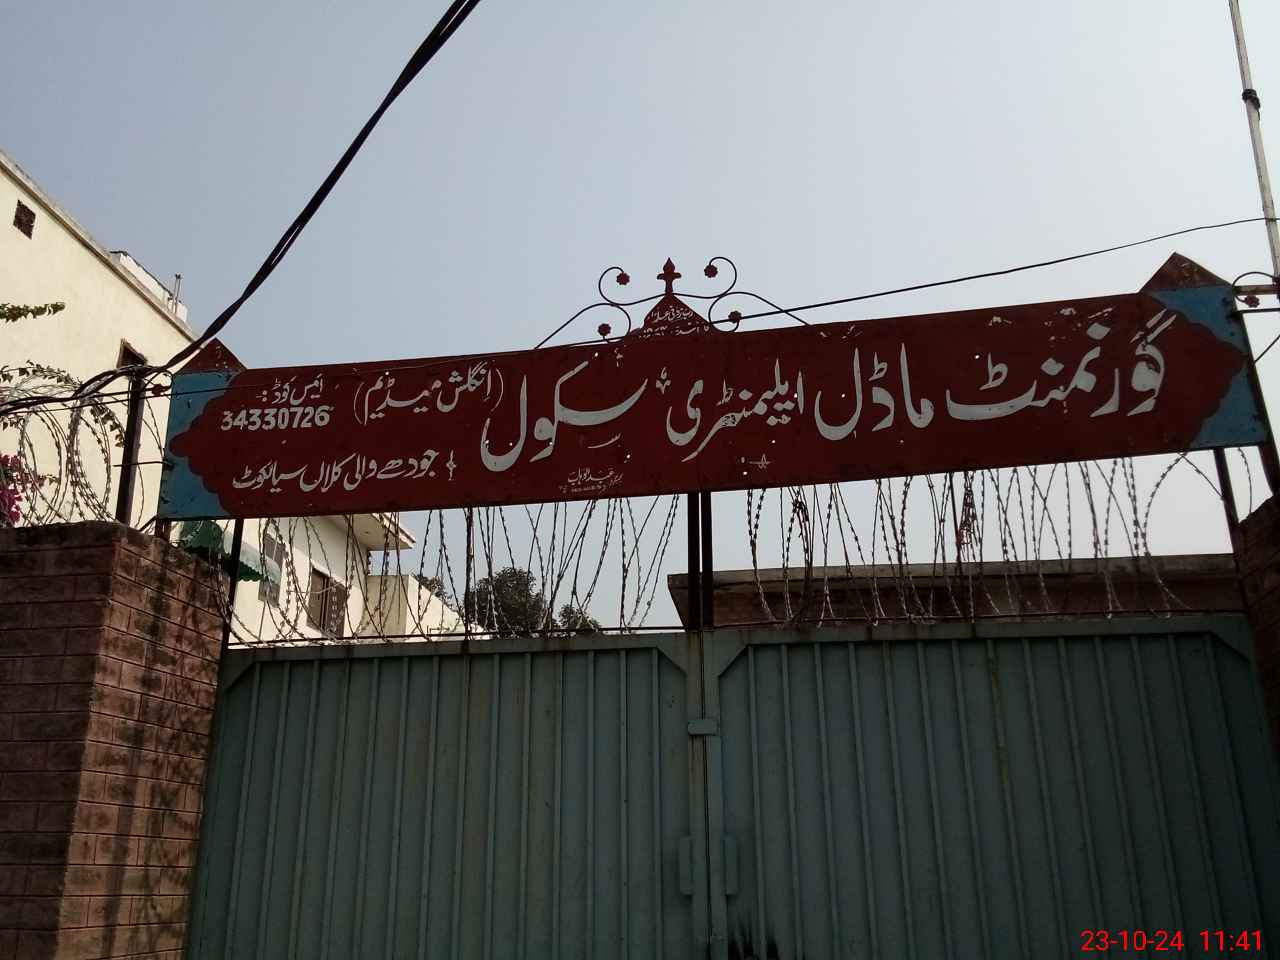 گورنمنٹ ماڈل ایلیمنٹری سکول (انگلش میڈیم)
ایمس کوڈ:
34330726
جودھے والی کلاں سیالکوٹ
23-10-24 11:41